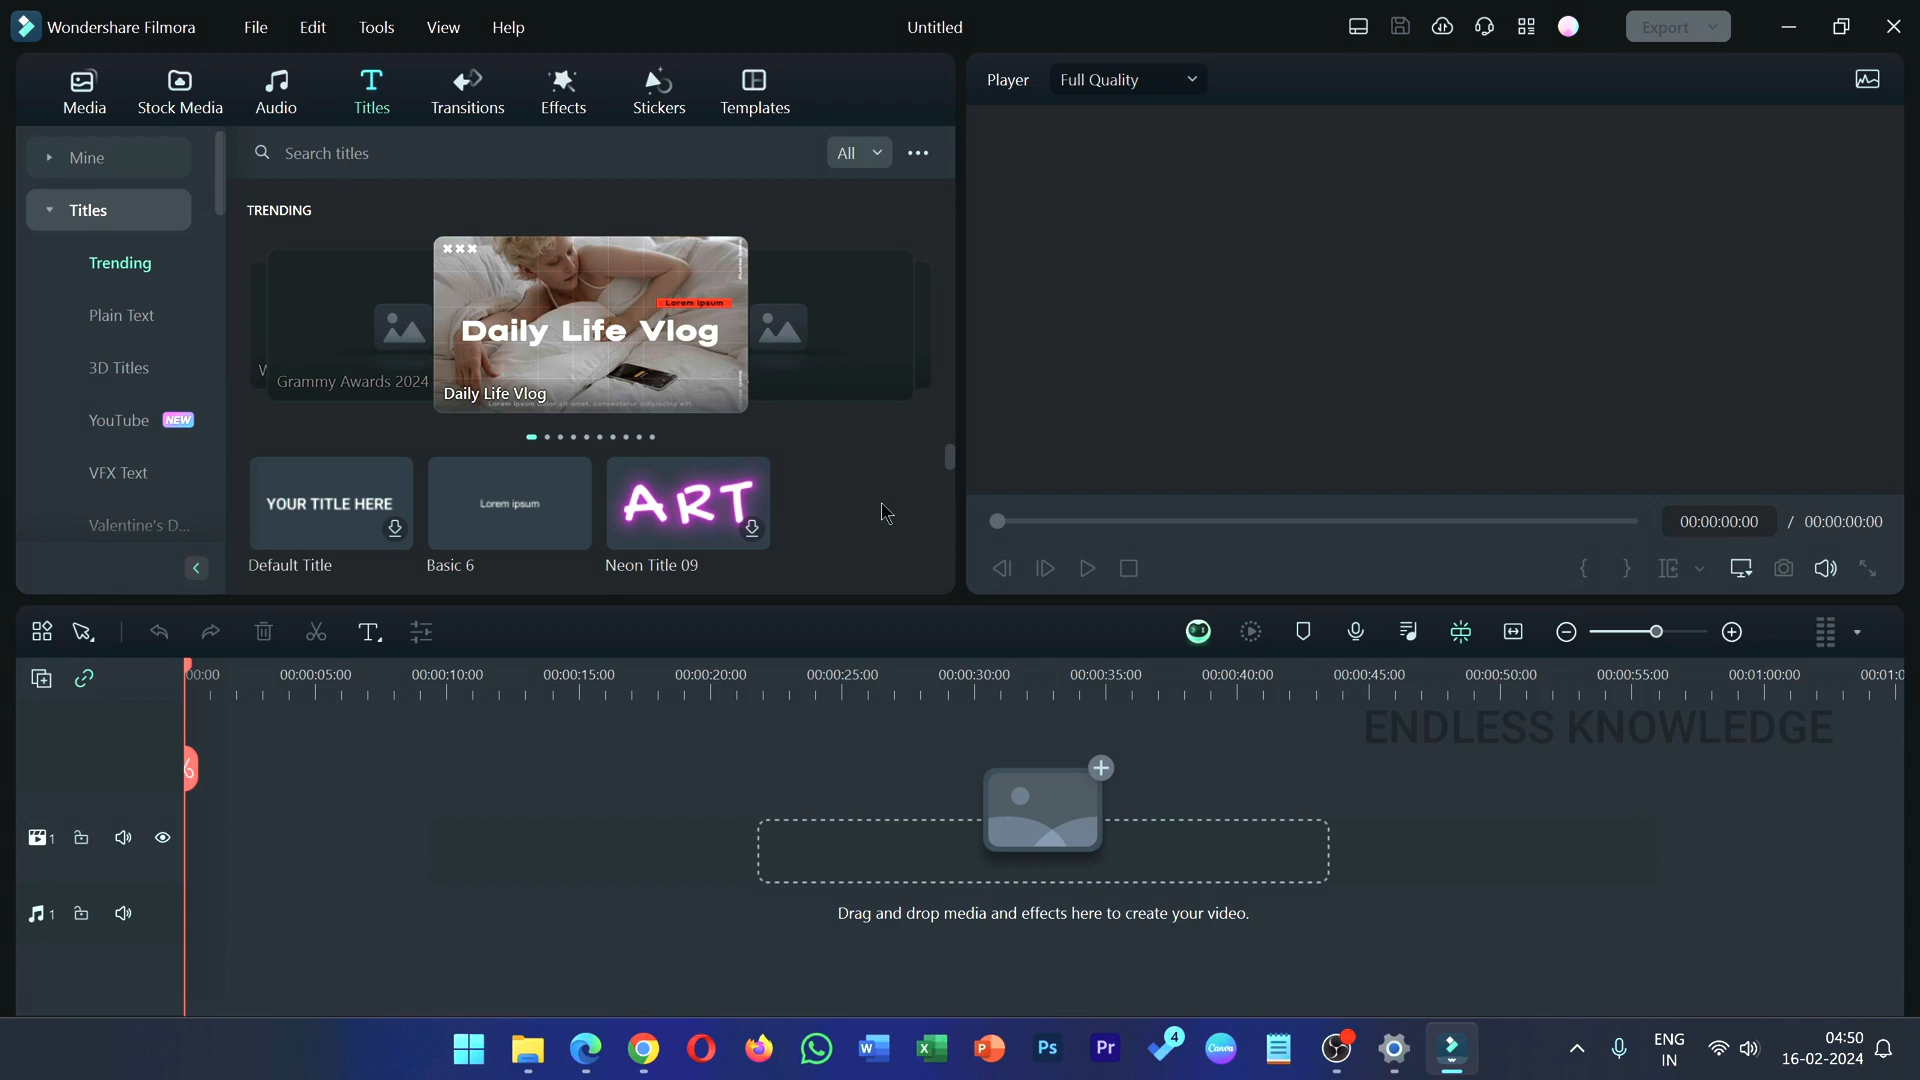 Wondershare Filmora
File
Edit
Tools
View
Help
Untitled
Export
Media
Stock Media
Audio
Titles
Transitions
Effects
Stickers
Templates
Player
Full Quality
Mine
Titles
Trending
Plain Text
3D Titles
YouTube NEW
VFX Text
Valentine's D...
Search titles
All
TRENDING
Grammy Awards 2024
Lorem Ipsum
Daily Life Vlog
Daily Life Vlog
YOUR TITLE HERE
Lorem ipsum
ART
Default Title
Basic 6
Neon Title 09
00:00:00:00 / 00:00:00:00
00:00
00:00:05:00
00:00:10:00
00:00:15:00
00:00:20:00
00:00:25:00
00:00:30:00
00:00:35:00
00:00:40:00
00:00:45:00
00:00:50:00
00:00:55:00
00:01:00:00
00:01:0
ENDLESS KNOWLEDGE
1
1
Drag and drop media and effects here to create your video.
W
X
P
Ps
Pr
4
Canva
ENG
IN
04:50
16-02-2024